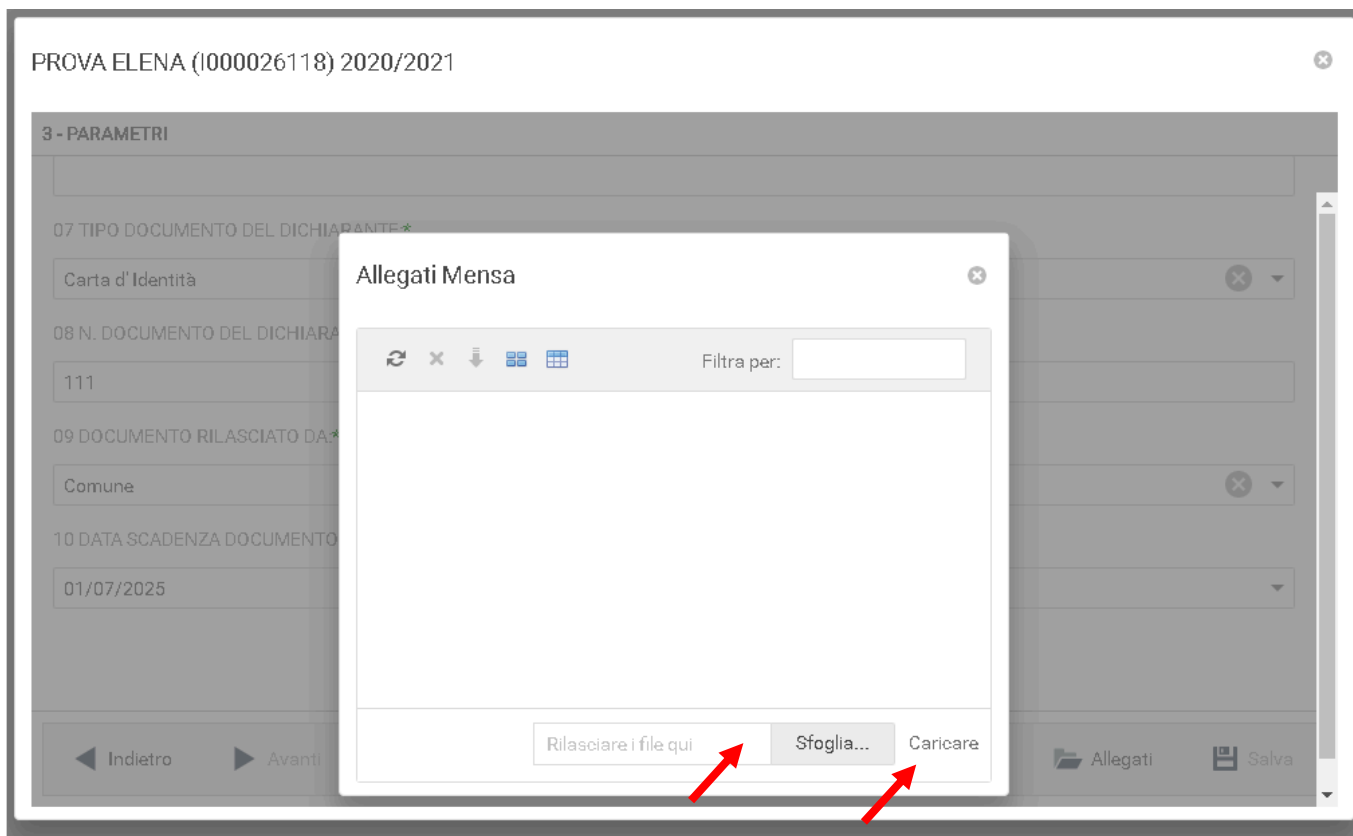 PROVA ELENA (I000026118) 2020/2021
3 - PARAMETRI
07 TIPO DOCUMENTO DEL DICHIARANTE:*
Carta d'Identità
08 N. DOCUMENTO DEL DICHIARA
111
09 DOCUMENTO RILASCIATO DA:*
Comune
10 DATA SCADENZA DOCUMENTO
01/07/2025
Allegati Mensa
Filtra per:
Rilasciare i file qui
Sfoglia...
Caricare
Indietro
Avanti
Allegati
Salva